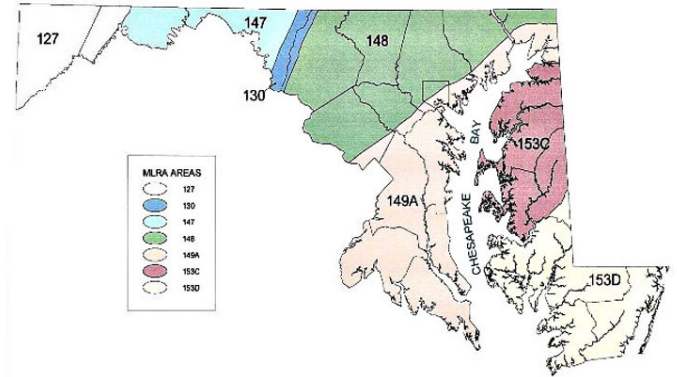 127
147
148
130
149A
CHESAPEAKE BAY
153C
153D
MLRA AREAS
127
130
147
148
149A
153C
153D